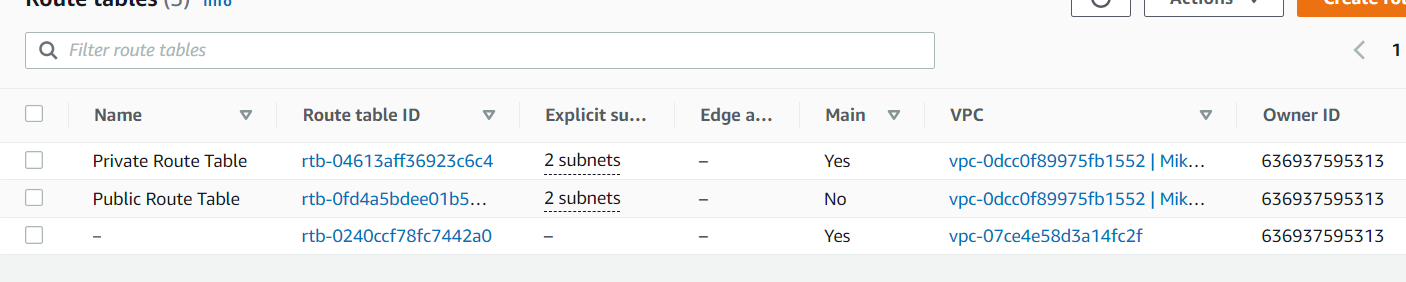 Route tables (3) Info
Actions
Create rou
Filter route tables
1
Name Route table ID Explicit su... Edge a... Main VPC Owner ID
Private Route Table rtb-04613aff36923c6c4 2 subnets – Yes vpc-0dcc0f89975fb1552 | Mik... 636937595313
Public Route Table rtb-0fd4a5bdee01b5... 2 subnets – No vpc-0dcc0f89975fb1552 | Mik... 636937595313
– rtb-0240ccf78fc7442a0 – – Yes vpc-07ce4e58d3a14fc2f 636937595313